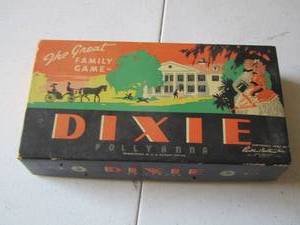 The Great
FAMILY
GAME
DIXIE
POLLYANNA
DIXIE